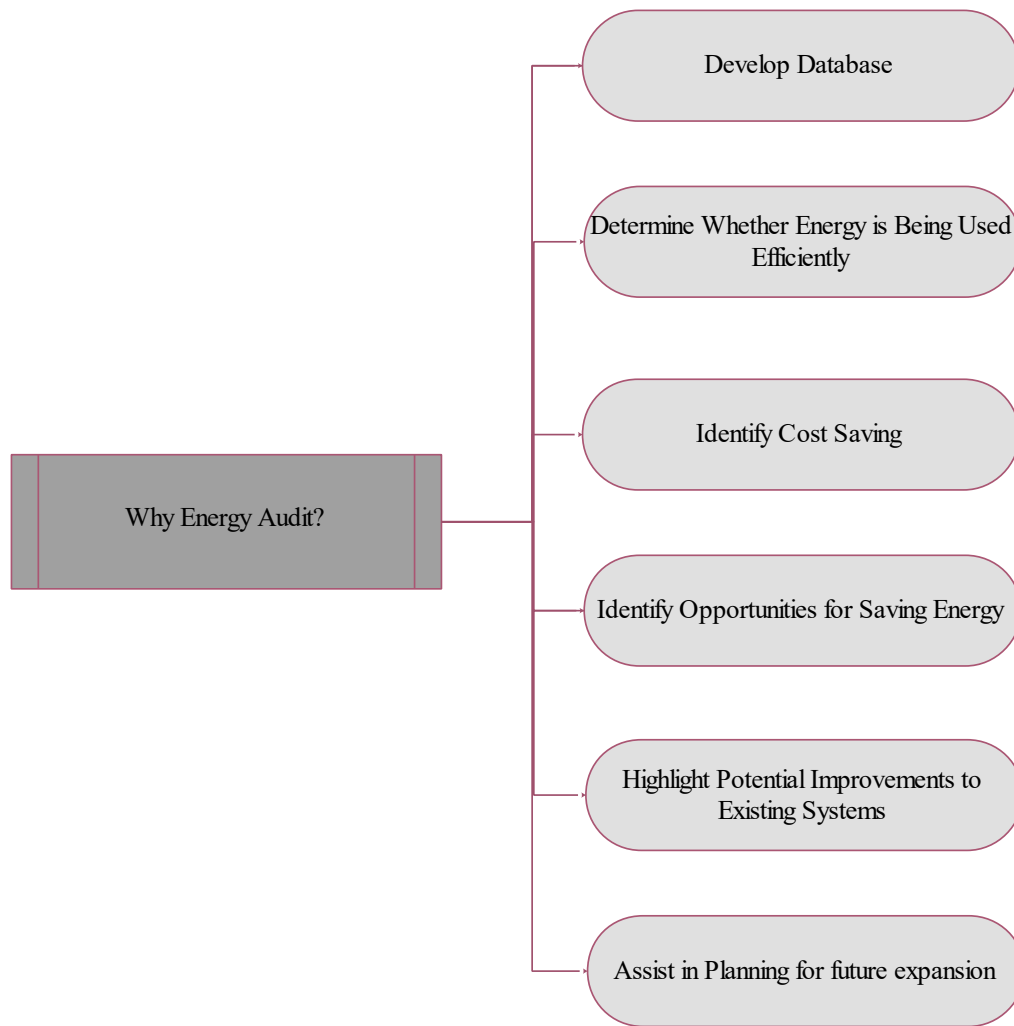 Develop Database
Determine Whether Energy is Being Used
Efficiently
Identify Cost Saving
Why Energy Audit?
Identify Opportunities for Saving Energy
Highlight Potential Improvements to
Existing Systems
Assist in Planning for future expansion